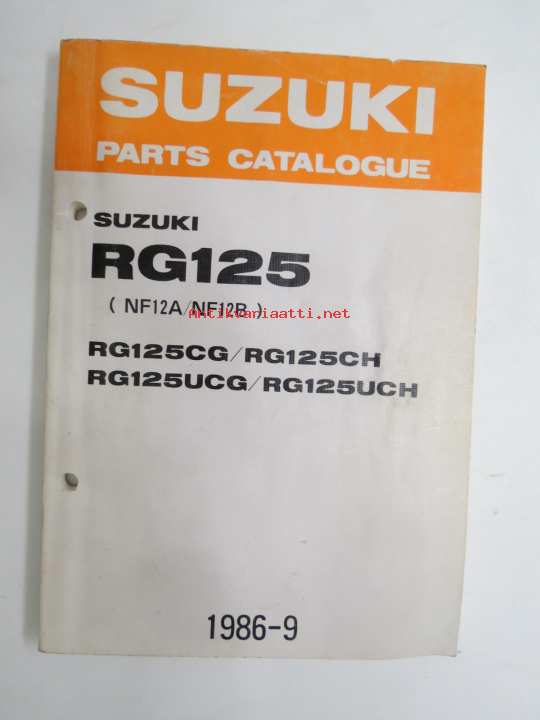 SUZUKI
PARTS CATALOGUE
SUZUKI
RG125
( NF12A/NF12B )
antikvariaatti.net
RG125CG/RG125CH
RG125UCG/RG125UCH
1986-9